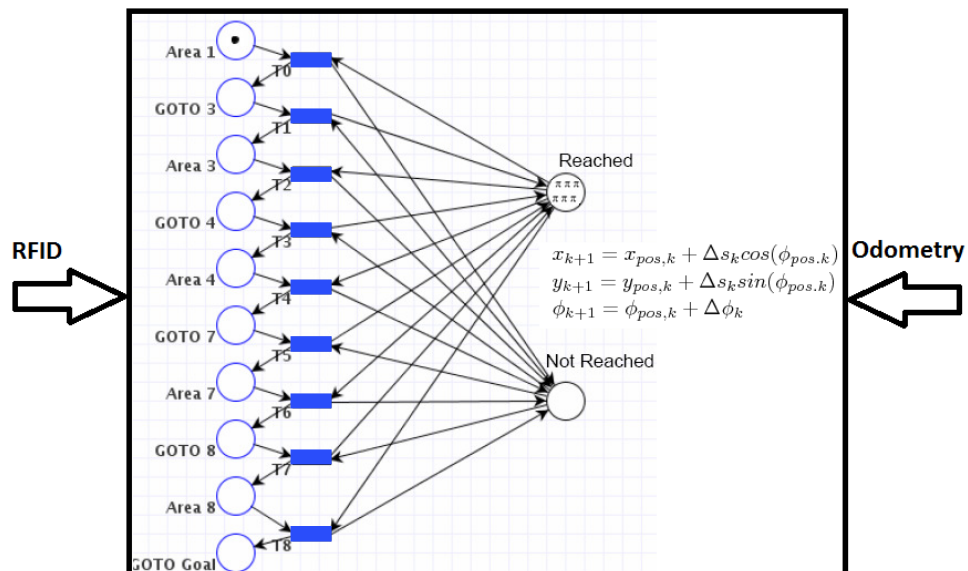 Area 1
T0
GOTO 3
T1
Area 3
T2
GOTO 4
T3
Area 4
T4
GOTO 7
T5
Area 7
T6
GOTO 8
T7
Area 8
T8
GOTO Goal
RFID
Reached
π π π
π π π
x_{k+1} = x_{pos,k} + Δs_k cos(ϕ_{pos.k})
y_{k+1} = y_{pos,k} + Δs_k sin(ϕ_{pos.k})
ϕ_{k+1} = ϕ_{pos,k} + Δϕ_k
Not Reached
Odometry